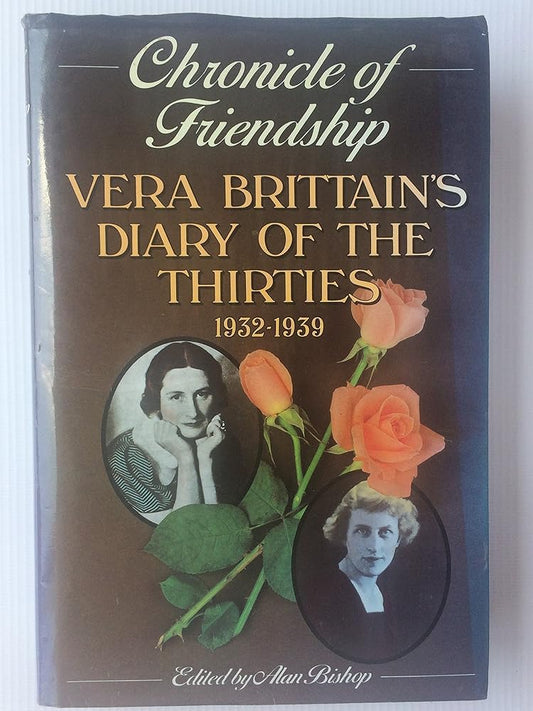 Chronicle of
Friendship
VERA BRITTAIN'S
DIARY OF THE
THIRTIES
1932-1939
Edited by Alan Bishop